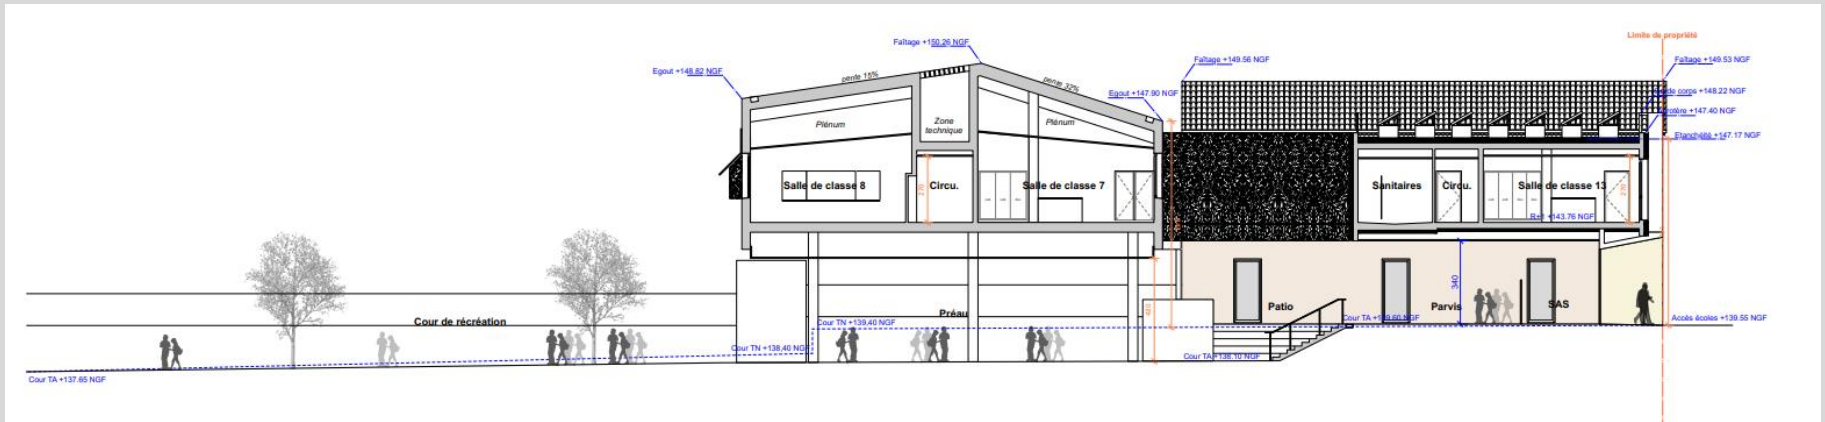 Limite de propriété
Faîtage +150.26 NGF
Faîtage +149.56 NGF
Faîtage +149.53 NGF
Egout +148.82 NGF
pente 15%
pente 32%
Egout +147.90 NGF
corps +148.22 NGF
+147.40 NGF
Etanchéité +147.17 NGF
Plénum
Zone
technique
Plénum
Salle de classe 8
Circu.
Salle de classe 7
Sanitaires
Circu.
Salle de classe 13
270
270
R+1 +143.76 NGF
340
420
Cour de récréation
Préau
Patio
Parvis
SAS
Cour TN +139,40 NGF
Cour TA +139.60 NGF
Accès écoles +139.55 NGF
Cour TN +138,40 NGF
Cour TA +138.10 NGF
Cour TA +137.65 NGF